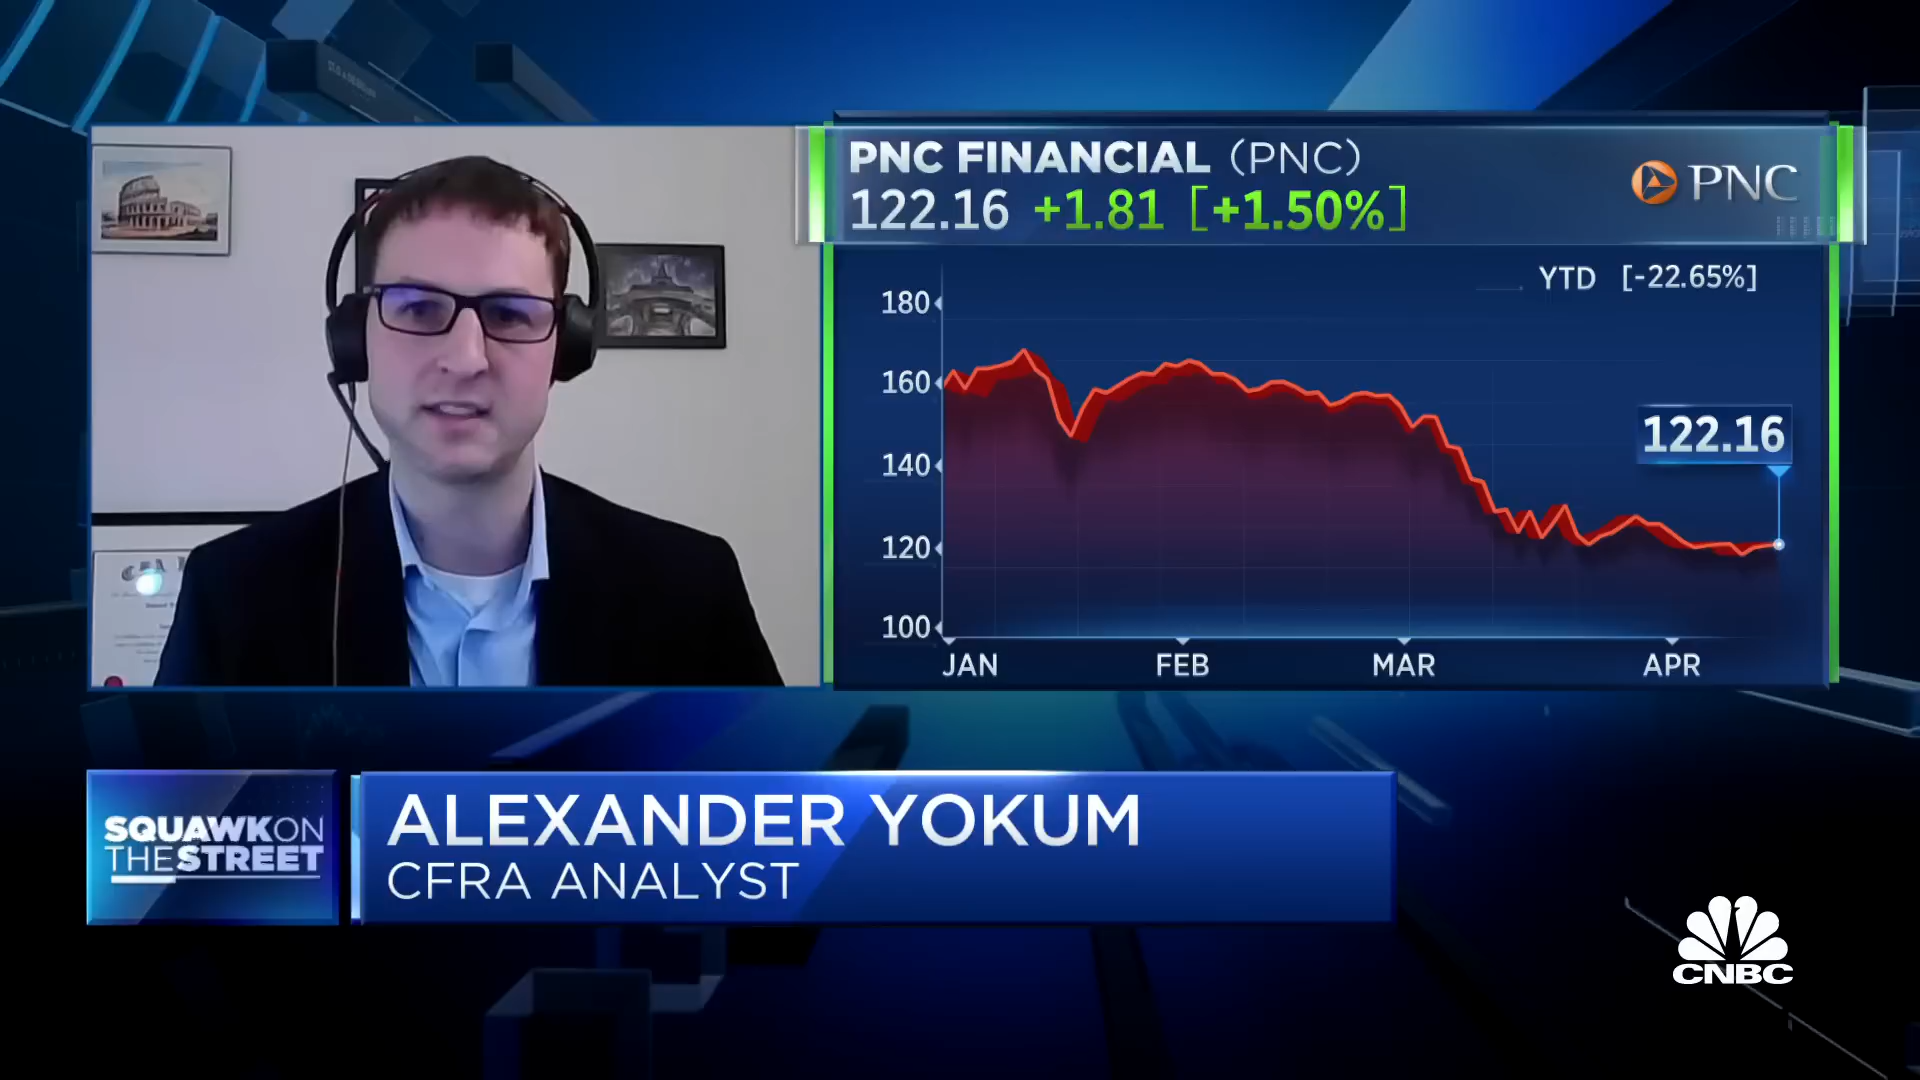 PNC FINANCIAL (PNC)
122.16 +1.81 [+1.50%]
PNC
YTD [-22.65%]
180
160
140
120
100
122.16
JAN FEB MAR APR
SQUAWK ON
THE STREET
ALEXANDER YOKUM
CFRA ANALYST
CNBC